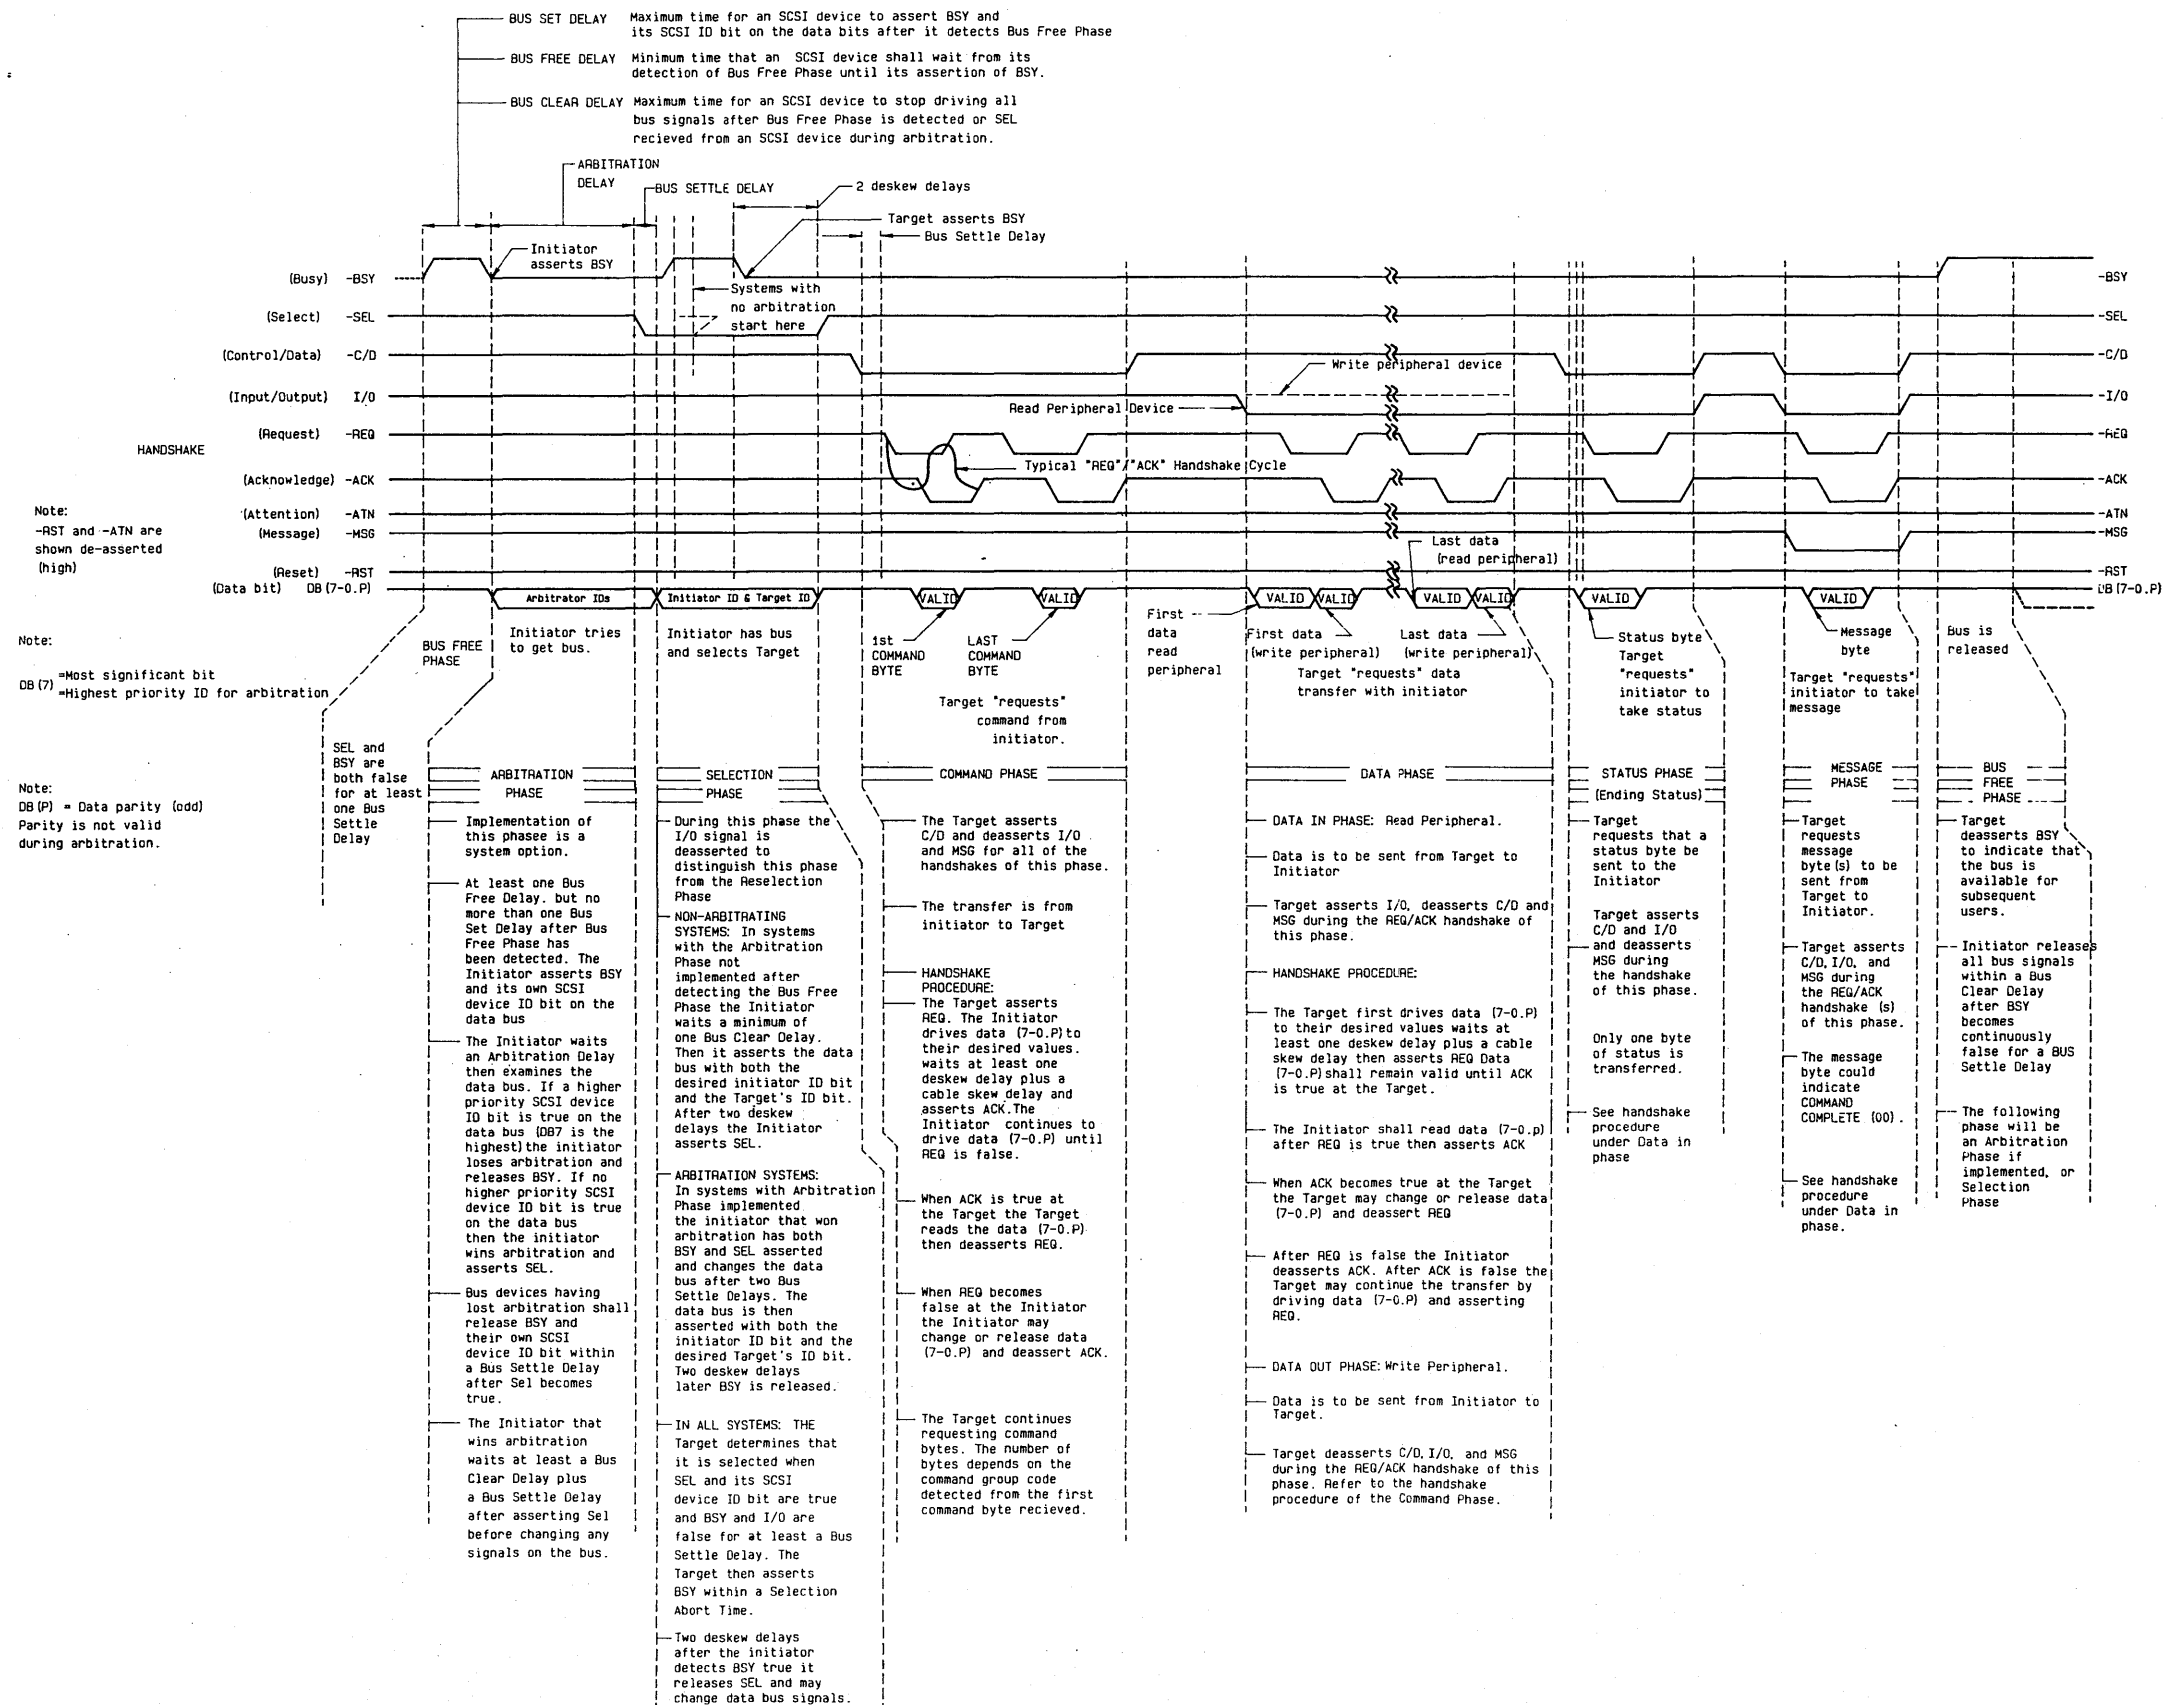 BUS SET DELAY Maximum time for an SCSI device to assert BSY and
its SCSI ID bit on the data bits after it detects Bus Free Phase
BUS FREE DELAY Minimum time that an SCSI device shall wait from its
detection of Bus Free Phase until its assertion of BSY.
BUS CLEAR DELAY Maximum time for an SCSI device to stop driving all
bus signals after Bus Free Phase is detected or SEL
recieved from an SCSI device during arbitration.
ARBITRATION
DELAY
BUS SETTLE DELAY
2 deskew delays
Target asserts BSY
Bus Settle Delay
Initiator
asserts BSY
(Busy) -BSY
-BSY
Systems with
no arbitration
start here
(Select) -SEL
-SEL
(Control/Data) -C/D
-C/D
Write peripheral device
(Input/Output) I/O
-I/O
Read Peripheral Device
(Request) -REQ
-REQ
HANDSHAKE
Typical "REQ"/"ACK" Handshake Cycle
(Acknowledge) -ACK
-ACK
Note:
-RST and -ATN are
shown de-asserted
(high)
(Attention) -ATN
-ATN
(Message) -MSG
-MSG
Last data
(read peripheral)
(Reset) -RST
-RST
(Data bit) DB (7-0.P)
Arbitrator IDs
Initiator ID & Target ID
VALID
VALID
VALID
VALID
VALID
VALID
VALID
VALID
DB (7-0.P)
Note:
DB (7) =Most significant bit
=Highest priority ID for arbitration
Note:
DB (P) = Data parity (odd)
Parity is not valid
during arbitration.
SEL and
BSY are
both false
for at least
one Bus
Settle
Delay
BUS FREE
PHASE
Initiator tries
to get bus.
Initiator has bus
and selects Target
1st
COMMAND
BYTE
LAST
COMMAND
BYTE
Target "requests"
command from
initiator.
First
data
read
peripheral
First data
(write peripheral)
Last data
(write peripheral)
Target "requests" data
transfer with initiator
Status byte
Target
"requests"
initiator to
take status
Message
byte
Target "requests"
initiator to take
message
Bus is
released
ARBITRATION
PHASE
Implementation of
this phasee is a
system option.
At least one Bus
Free Delay. but no
more than one Bus
Set Delay after Bus
Free Phase has
been detected. The
Initiator asserts BSY
and its own SCSI
device ID bit on the
data bus
The Initiator waits
an Arbitration Delay
then examines the
data bus. If a higher
priority SCSI device
ID bit is true on the
data bus (DB7 is the
highest) the initiator
loses arbitration and
releases BSY. If no
higher priority SCSI
device ID bit is true
on the data bus
then the initiator
wins arbitration and
asserts SEL.
Bus devices having
lost arbitration shall
release BSY and
their own SCSI
device ID bit within
a Bus Settle Delay
after Sel becomes
true.
The Initiator that
wins arbitration
waits at least a Bus
Clear Delay plus
a Bus Settle Delay
after asserting Sel
before changing any
signals on the bus.
SELECTION
PHASE
During this phase the
I/O signal is
deasserted to
distinguish this phase
from the Reselection
Phase
NON-ARBITRATING
SYSTEMS: In systems
with the Arbitration
Phase not
implemented after
detecting the Bus Free
Phase the Initiator
waits a minimum of
one Bus Clear Delay.
Then it asserts the data
bus with both the
desired initiator ID bit
and the Target's ID bit.
After two deskew
delays the Initiator
asserts SEL.
ARBITRATION SYSTEMS:
In systems with Arbitration
Phase implemented
the initiator that won
arbitration has both
BSY and SEL asserted
and changes the data
bus after two Bus
Settle Delays. The
data bus is then
asserted with both the
initiator ID bit and the
desired Target's ID bit.
Two deskew delays
later BSY is released.
IN ALL SYSTEMS: THE
Target determines that
it is selected when
SEL and its SCSI
device ID bit are true
and BSY and I/O are
false for at least a Bus
Settle Delay. The
Target then asserts
BSY within a Selection
Abort Time.
Two deskew delays
after the initiator
detects BSY true it
releases SEL and may
change data bus signals.
COMMAND PHASE
The Target asserts
C/D and deasserts I/O
and MSG for all of the
handshakes of this phase.
The transfer is from
initiator to Target
HANDSHAKE
PROCEDURE:
The Target asserts
REQ. The Initiator
drives data (7-0.P) to
their desired values.
waits at least one
deskew delay plus a
cable skew delay and
asserts ACK.The
Initiator continues to
drive data (7-0.P) until
REQ is false.
When ACK is true at
the Target the Target
reads the data (7-0.P)
then deasserts REQ.
When REQ becomes
false at the Initiator
the Initiator may
change or release data
(7-0.P) and deassert ACK.
The Target continues
requesting command
bytes. The number of
bytes depends on the
command group code
detected from the first
command byte recieved.
DATA PHASE
DATA IN PHASE: Read Peripheral.
Data is to be sent from Target to
Initiator
Target asserts I/O, deasserts C/D and
MSG during the REQ/ACK handshake of
this phase.
HANDSHAKE PROCEDURE:
The Target first drives data (7-0.P)
to their desired values waits at
least one deskew delay plus a cable
skew delay then asserts REQ Data
(7-0.P) shall remain valid until ACK
is true at the Target.
The Initiator shall read data (7-0.p)
after REQ is true then asserts ACK
When ACK becomes true at the Target
the Target may change or release data
(7-0.P) and deassert REQ
After REQ is false the Initiator
deasserts ACK. After ACK is false the
Target may continue the transfer by
driving data (7-0.P) and asserting
REQ.
DATA OUT PHASE: Write Peripheral.
Data is to be sent from Initiator to
Target.
Target deasserts C/D, I/O, and MSG
during the REQ/ACK handshake of this
phase. Refer to the handshake
procedure of the Command Phase.
STATUS PHASE
(Ending Status)
Target
requests that a
status byte be
sent to the
Initiator
Target asserts
C/D and I/O
and deasserts
MSG during
the handshake
of this phase.
Only one byte
of status is
transferred.
See handshake
procedure
under Data in
phase
MESSAGE
PHASE
Target
requests
message
byte(s) to be
sent from
Target to
Initiator.
Target asserts
C/D, I/O, and
MSG during
the REQ/ACK
handshake (s)
of this phase.
The message
byte could
indicate
COMMAND
COMPLETE (00).
See handshake
procedure
under Data in
phase.
BUS
FREE
PHASE
Target
deasserts BSY
to indicate that
the bus is
available for
subsequent
users.
Initiator releases
all bus signals
within a Bus
Clear Delay
after BSY
becomes
continuously
false for a BUS
Settle Delay
The following
phase will be
an Arbitration
Phase if
implemented, or
Selection
Phase